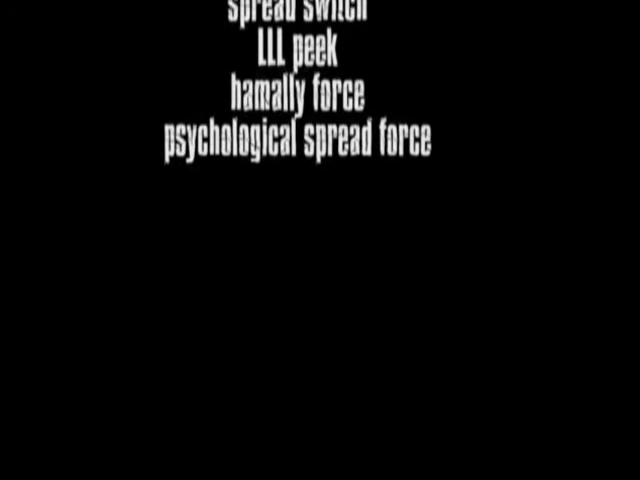 spread switch
LLL peek
hamally force
psychological spread force